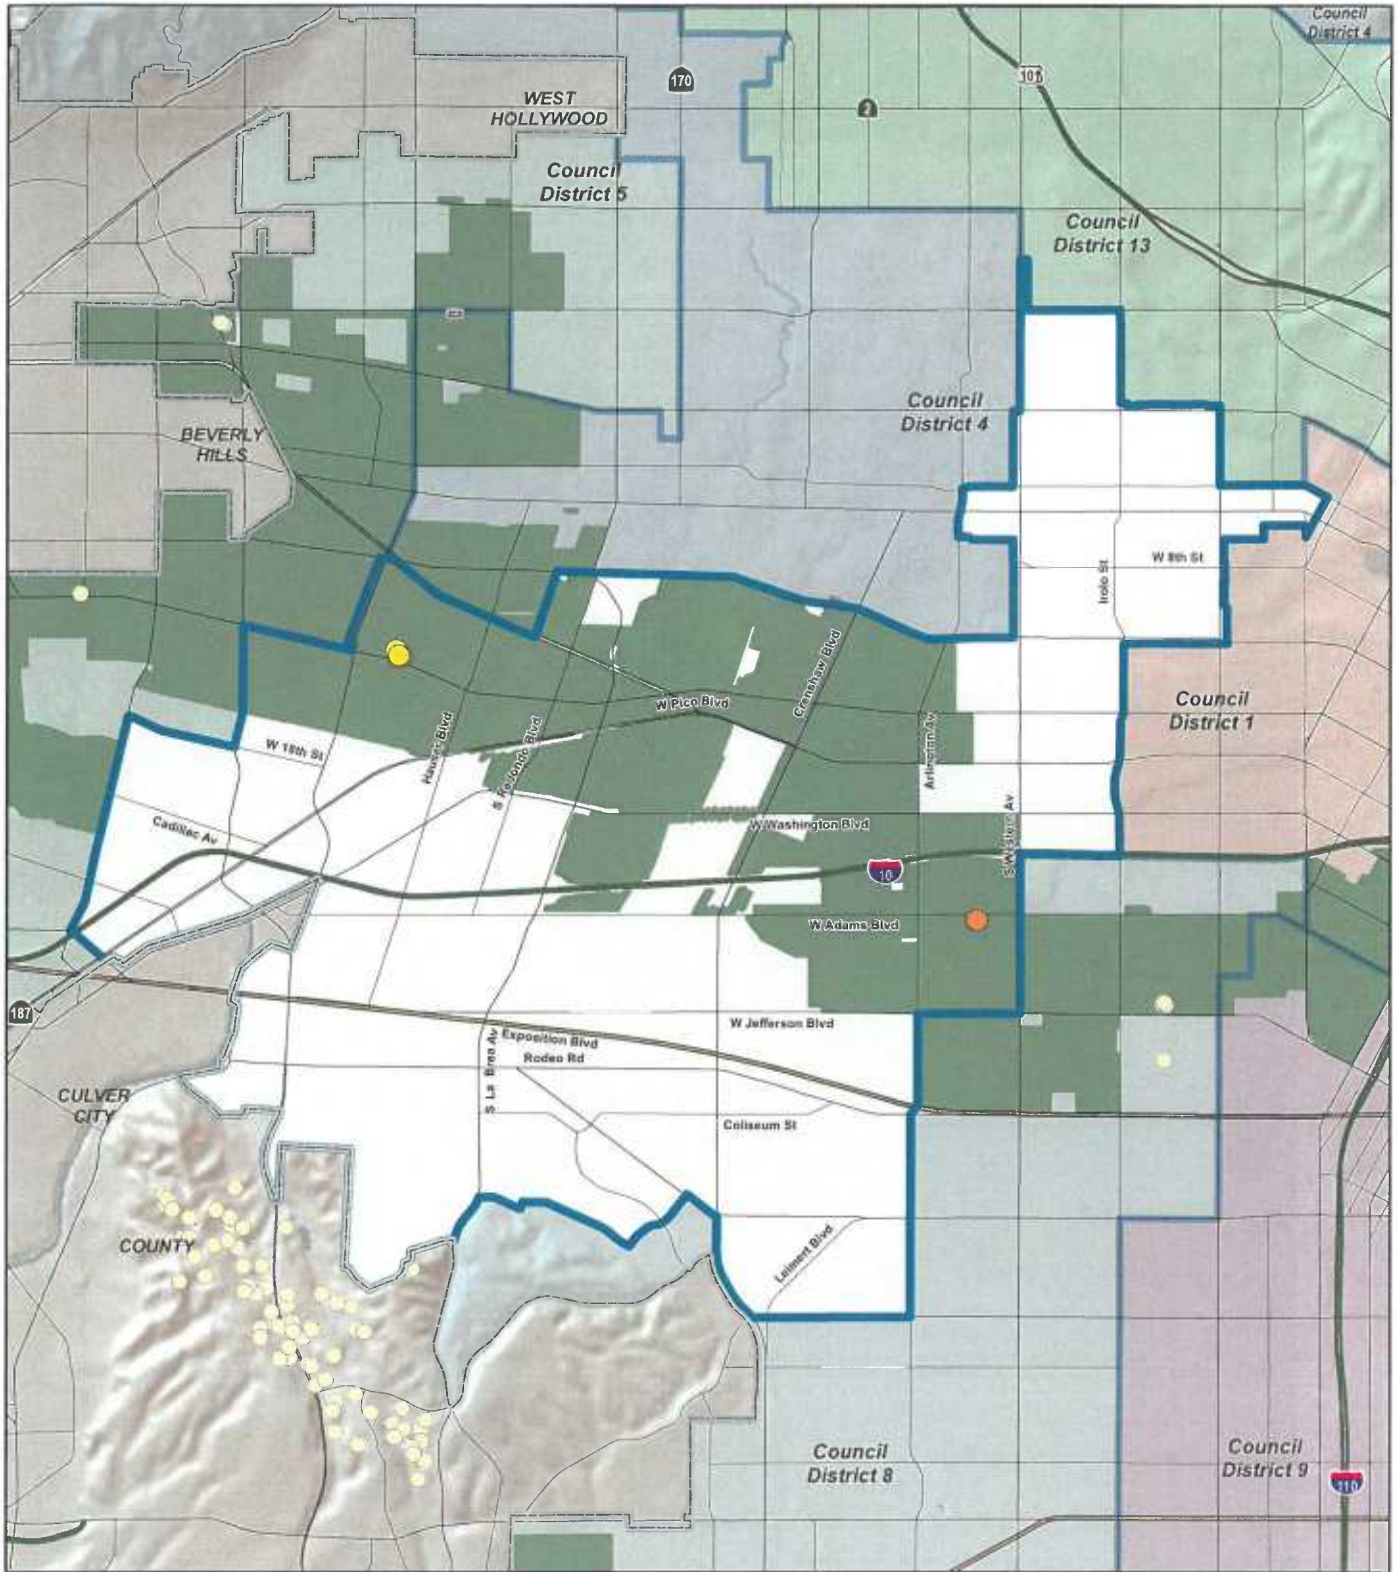 Council
District 4
170
101
2
WEST
HOLLYWOOD
Council
District 5
Council
District 13
Council
District 4
BEVERLY
HILLS
W 8th St
Irolo St
Crenshaw Blvd
W Pico Blvd
Council
District 1
Hauser Blvd
S Redondo Blvd
W 18th St
Arlington Av
Cadillac Av
W Washington Blvd
S Western Av
10
W Adams Blvd
187
W Jefferson Blvd
Exposition Blvd
Rodeo Rd
S La Brea Av
CULVER
CITY
Coliseum St
COUNTY
Leimert Blvd
Council
District 8
Council
District 9
110